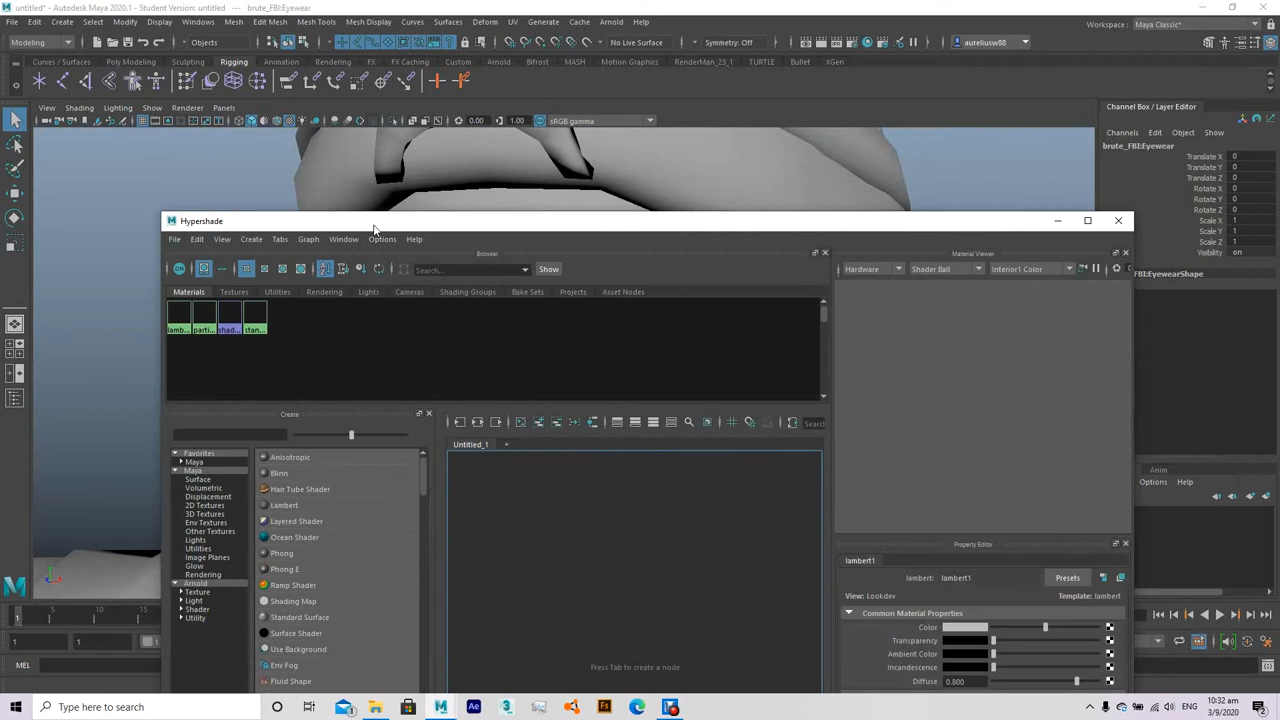 untitled* - Autodesk Maya 2020.1 - Student Version: untitled --- brute_FBI:Eyewear
File Edit Create Select Modify Display Windows Mesh Edit Mesh Mesh Tools Mesh Display Curves Surfaces Deform UV Generate Cache Arnold Help
Workspace : Maya Classic*
Modeling Objects No Live Surface Symmetry: Off aureliusw88
Curves / Surfaces Poly Modeling Sculpting Rigging Animation Rendering FX FX Caching Custom Arnold Bifrost MASH Motion Graphics RenderMan_23_1 TURTLE Bullet XGen
View Shading Lighting Show Renderer Panels
0.00 1.00 sRGB gamma
Channel Box / Layer Editor
Channels Edit Object Show
brute_FBI:Eyewear
Translate X 0
Translate Y 0
Translate Z 0
Rotate X 0
Rotate Y 0
Rotate Z 0
Scale X 1
Scale Y 1
Scale Z 1
Visibility on
FBI:EyewearShape
Anim
Options Help
Hypershade
File Edit View Create Tabs Graph Window Options Help
Browser
ON Search... Show
Materials Textures Utilities Rendering Lights Cameras Shading Groups Bake Sets Projects Asset Nodes
lamb... parti... shad... stan...
Material Viewer
Hardware Shader Ball Interior1 Color
Create
Favorites
Maya
Maya
Surface
Volumetric
Displacement
2D Textures
3D Textures
Env Textures
Other Textures
Lights
Utilities
Image Planes
Glow
Rendering
Arnold
Texture
Light
Shader
Utility
Anisotropic
Blinn
Hair Tube Shader
Lambert
Layered Shader
Ocean Shader
Phong
Phong E
Ramp Shader
Shading Map
Standard Surface
Surface Shader
Use Background
Env Fog
Fluid Shape
Searc
Untitled_1 +
Press Tab to create a node
Property Editor
lambert1
lambert: lambert1 Presets
View: Lookdev Template: lambert
Common Material Properties
Color
Transparency
Ambient Color
Incandescence
Diffuse 0.800
5 10 15
1 1 1
MEL
Type here to search
10:32 am
3/9/2020